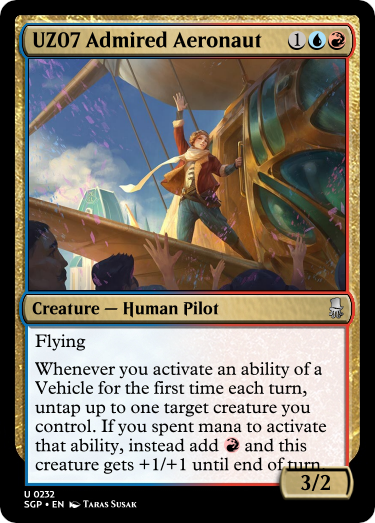 UZ07 Admired Aeronaut 1
Creature — Human Pilot
Flying
Whenever you activate an ability of a
Vehicle for the first time each turn,
untap up to one target creature you
control. If you spent mana to activate
that ability, instead add and this
creature gets +1/+1 until end of turn.
3/2
U 0232
SGP • EN Taras Susak